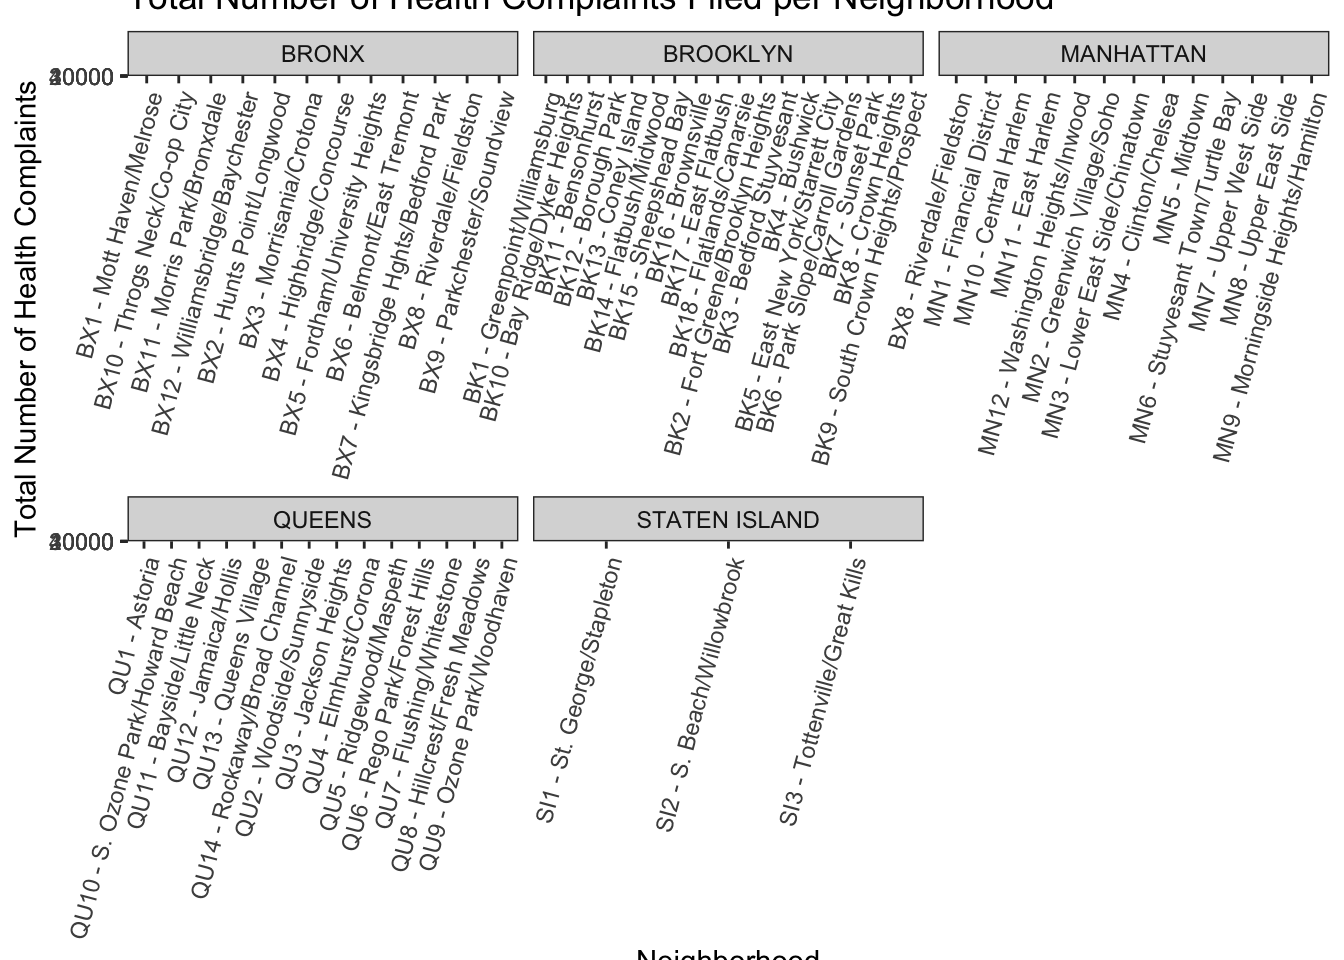 Total Number of Health Complaints Filed per Neighborhood
Total Number of Health Complaints
BRONX
BX1 - Mott Haven/Melrose
BX10 - Throgs Neck/Co-op City
BX11 - Morris Park/Bronxdale
BX12 - Williamsbridge/Baychester
BX2 - Hunts Point/Longwood
BX3 - Morrisania/Crotona
BX4 - Highbridge/Concourse
BX5 - Fordham/University Heights
BX6 - Belmont/East Tremont
BX7 - Kingsbridge Hghts/Bedford Park
BX8 - Riverdale/Fieldston
BX9 - Parkchester/Soundview
BROOKLYN
BK1 - Greenpoint/Williamsburg
BK10 - Bay Ridge/Dyker Heights
BK11 - Bensonhurst
BK12 - Borough Park
BK13 - Coney Island
BK14 - Flatbush/Midwood
BK15 - Sheepshead Bay
BK16 - Brownsville
BK17 - East Flatbush
BK18 - Flatlands/Canarsie
BK2 - Fort Greene/Brooklyn Heights
BK3 - Bedford Stuyvesant
BK4 - Bushwick
BK5 - East New York/Starrett City
BK6 - Park Slope/Carroll Gardens
BK7 - Sunset Park
BK8 - Crown Heights
BK9 - South Crown Heights/Prospect
MANHATTAN
BX8 - Riverdale/Fieldston
MN1 - Financial District
MN10 - Central Harlem
MN11 - East Harlem
MN12 - Washington Heights/Inwood
MN2 - Greenwich Village/Soho
MN3 - Lower East Side/Chinatown
MN4 - Clinton/Chelsea
MN5 - Midtown
MN6 - Stuyvesant Town/Turtle Bay
MN7 - Upper West Side
MN8 - Upper East Side
MN9 - Morningside Heights/Hamilton
QUEENS
QU1 - Astoria
QU10 - S. Ozone Park/Howard Beach
QU11 - Bayside/Little Neck
QU12 - Jamaica/Hollis
QU13 - Queens Village
QU14 - Rockaway/Broad Channel
QU2 - Woodside/Sunnyside
QU3 - Jackson Heights
QU4 - Elmhurst/Corona
QU5 - Ridgewood/Maspeth
QU6 - Rego Park/Forest Hills
QU7 - Flushing/Whitestone
QU8 - Hillcrest/Fresh Meadows
QU9 - Ozone Park/Woodhaven
STATEN ISLAND
SI1 - St. George/Stapleton
SI2 - S. Beach/Willowbrook
SI3 - Tottenville/Great Kills
Neighborhood